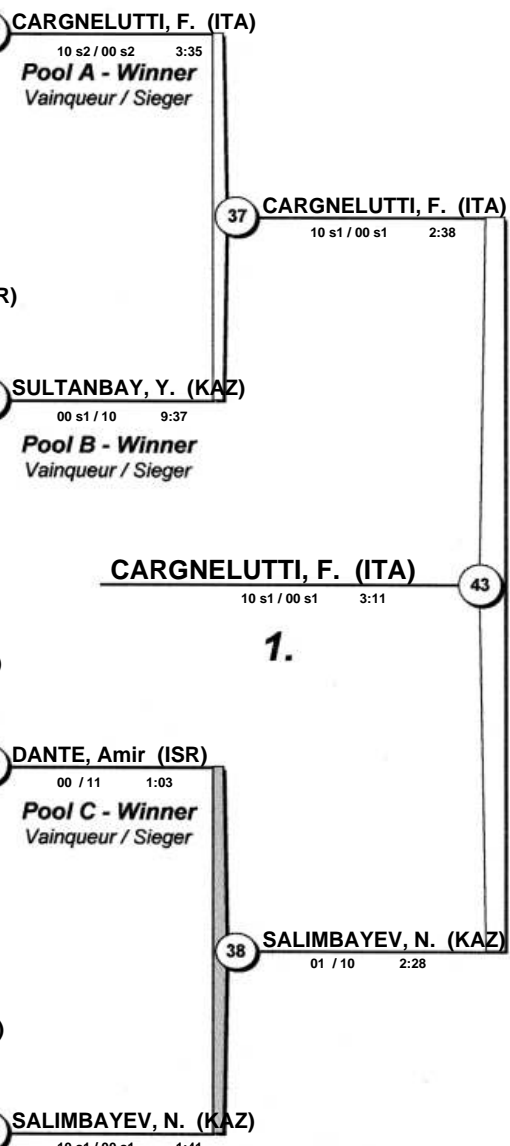 CARGNELUTTI, F. (ITA)
10 s2 / 00 s2 3:35
Pool A - Winner
Vainqueur / Sieger
37
CARGNELUTTI, F. (ITA)
10 s1 / 00 s1 2:38
R)
SULTANBAY, Y. (KAZ)
00 s1 / 10 9:37
Pool B - Winner
Vainqueur / Sieger
CARGNELUTTI, F. (ITA)
43
10 s1 / 00 s1 3:11
1.
)
DANTE, Amir (ISR)
00 / 11 1:03
Pool C - Winner
Vainqueur / Sieger
38
SALIMBAYEV, N. (KAZ)
01 / 10 2:28
)
SALIMBAYEV, N. (KAZ)